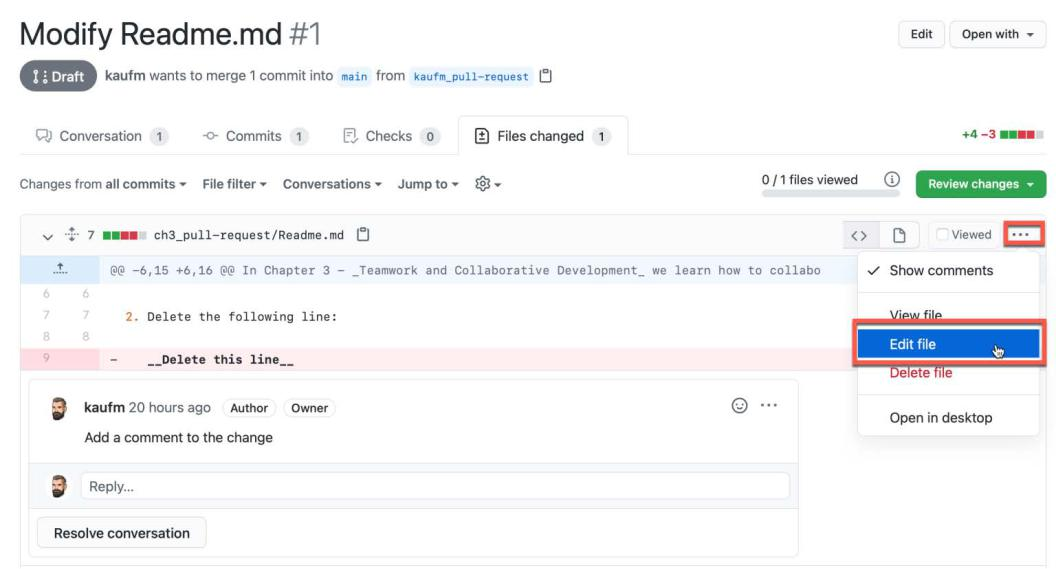 Modify Readme.md #1
Edit Open with
Draft kaufm wants to merge 1 commit into main from kaufm_pull-request
Conversation 1 Commits 1 Checks 0 Files changed 1 +4 −3
Changes from all commits File filter Conversations Jump to 0 / 1 files viewed Review changes
7 ch3_pull-request/Readme.md <> Viewed ...
@@ -6,15 +6,16 @@ In Chapter 3 - _Teamwork and Collaborative Development_ we learn how to collabo
Show comments
6 6
7 7 2. Delete the following line:
View file
8 8
Edit file
9 - __Delete this line__
Delete file
kaufm 20 hours ago Author Owner ...
Open in desktop
Add a comment to the change
Reply...
Resolve conversation